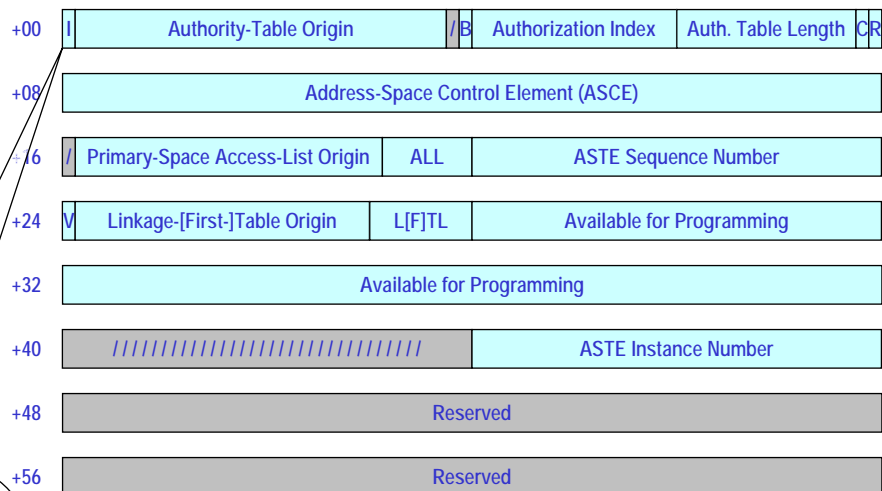 +00 I Authority-Table Origin / B Authorization Index Auth. Table Length C R
+08 Address-Space Control Element (ASCE)
+16 / Primary-Space Access-List Origin ALL ASTE Sequence Number
+24 V Linkage-[First-]Table Origin L[F]TL Available for Programming
+32 Available for Programming
+40 //////////////////////////////// ASTE Instance Number
+48 Reserved
+56 Reserved